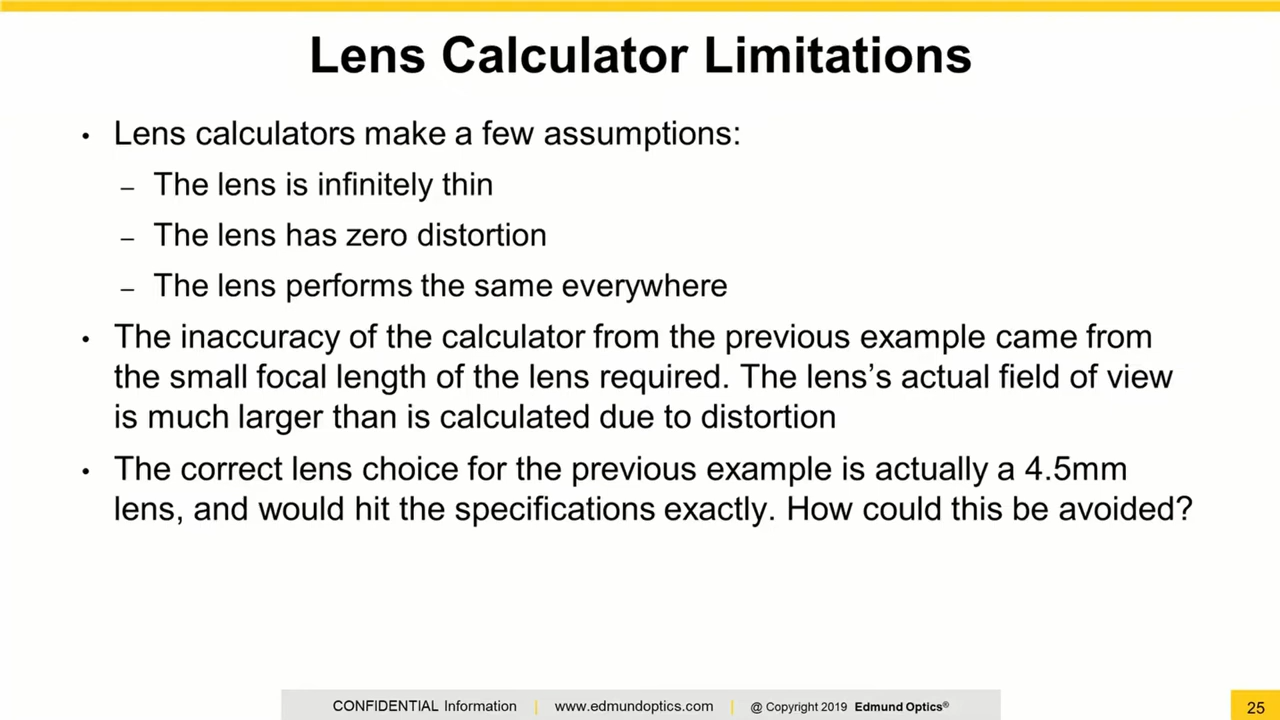 Lens Calculator Limitations
• Lens calculators make a few assumptions:
– The lens is infinitely thin
– The lens has zero distortion
– The lens performs the same everywhere
• The inaccuracy of the calculator from the previous example came from
the small focal length of the lens required. The lens’s actual field of view
is much larger than is calculated due to distortion
• The correct lens choice for the previous example is actually a 4.5mm
lens, and would hit the specifications exactly. How could this be avoided?
CONFIDENTIAL Information | www.edmundoptics.com | @ Copyright 2019 Edmund Optics®
25